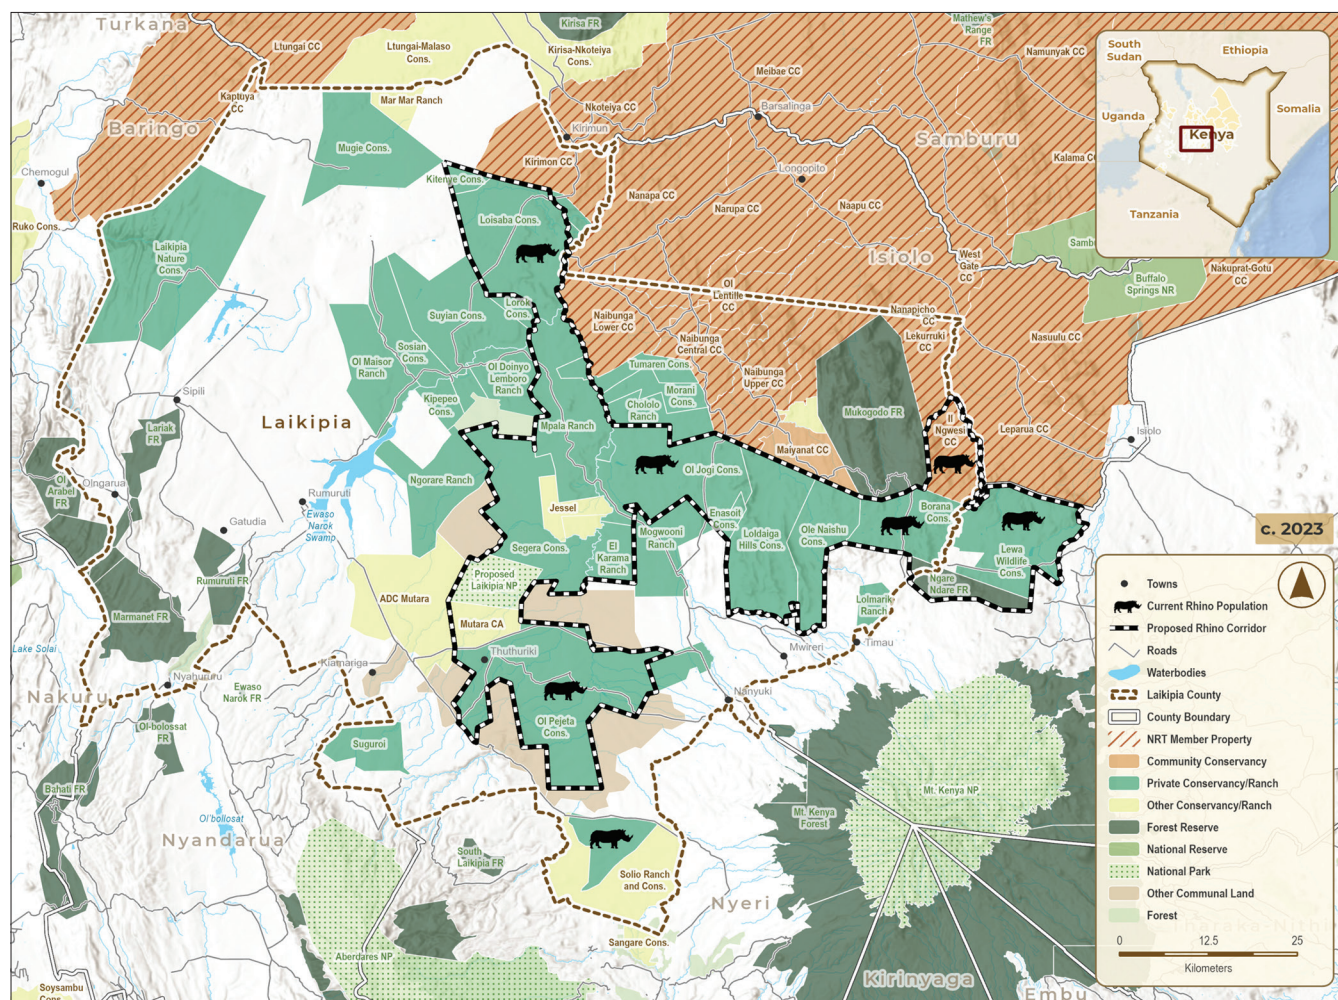 Turkana
Ltungai CC
Ltungai-Malaso
Cons.
Kirisa FR
Kirisa-Nkoteiya
Cons.
Mathew's
Range
FR
Namunyak CC
South
Sudan
Ethiopia
Uganda
Kenya
Somalia
Tanzania
Kaptuya
CC
Mar Mar Ranch
Meibae CC
Nkoteiya CC
Barsalinga
Baringo
Kirimun
Samburu
Mugie Cons.
Kirimon CC
Kalama CC
Chemogul
Kitenye Cons.
Longopito
Nanapa CC
Narupa CC
Naapu CC
Ruko Cons.
Loisaba Cons.
Laikipia
Nature
Cons.
Isiolo
West
Gate
CC
Buffalo
Springs NR
Nakuprat-Gotu
CC
Ol
Lentille
CC
Lorok
Cons.
Suyian Cons.
Naibunga
Lower CC
Nanapicho
CC
Lekurruki
CC
Nasuulu CC
Naibunga
Central CC
Sosian
Cons.
Ol Maisor
Ranch
Ol Doinyo
Lemboro
Ranch
Tumaren Cons.
Naibunga
Upper CC
Morani
Cons.
Sipili
Kipepeo
Cons.
Chololo
Ranch
Mukogodo FR
Laikipia
Lariak
FR
Mpala Ranch
Il
Ngwesi
CC
Leparua CC
Isiolo
Maiyanat CC
Ol
Arabel
FR
Olngarua
Ngorare Ranch
Ol Jogi Cons.
Rumuruti
Ewaso
Narok
Swamp
Jessel
Enasoit
Cons.
Borana
Cons.
Gatudia
Mogwooni
Ranch
Loldaiga
Hills Cons.
Ole Naishu
Cons.
c. 2023
Segera Cons.
El
Karama
Ranch
Lewa
Wildlife
Cons.
Rumuruti FR
Proposed
Laikipia NP
Ngare
Ndare FR
ADC Mutara
Lolmarik
Ranch
Marmanet FR
Mutara CA
Lake Solai
Timau
Thuthuriki
Mwireri
Kiamariga
Nyahururu
Nakuru
Ewaso
Narok FR
Nanyuki
Ol-bolossat
FR
Ol Pejeta
Cons.
Suguroi
Bahati FR
Mt. Kenya NP
Ol'bollosat
Mt. Kenya
Forest
Nyandarua
South
Laikipia FR
Solio Ranch
and Cons.
Nyeri
Sangare Cons.
Aberdares NP
Kirinyaga
Embu
Soysambu
Cons.
Towns
Current Rhino Population
Proposed Rhino Corridor
Roads
Waterbodies
Laikipia County
County Boundary
NRT Member Property
Community Conservancy
Private Conservancy/Ranch
Other Conservancy/Ranch
Forest Reserve
National Reserve
National Park
Other Communal Land
Forest
0 12.5 25
Kilometers